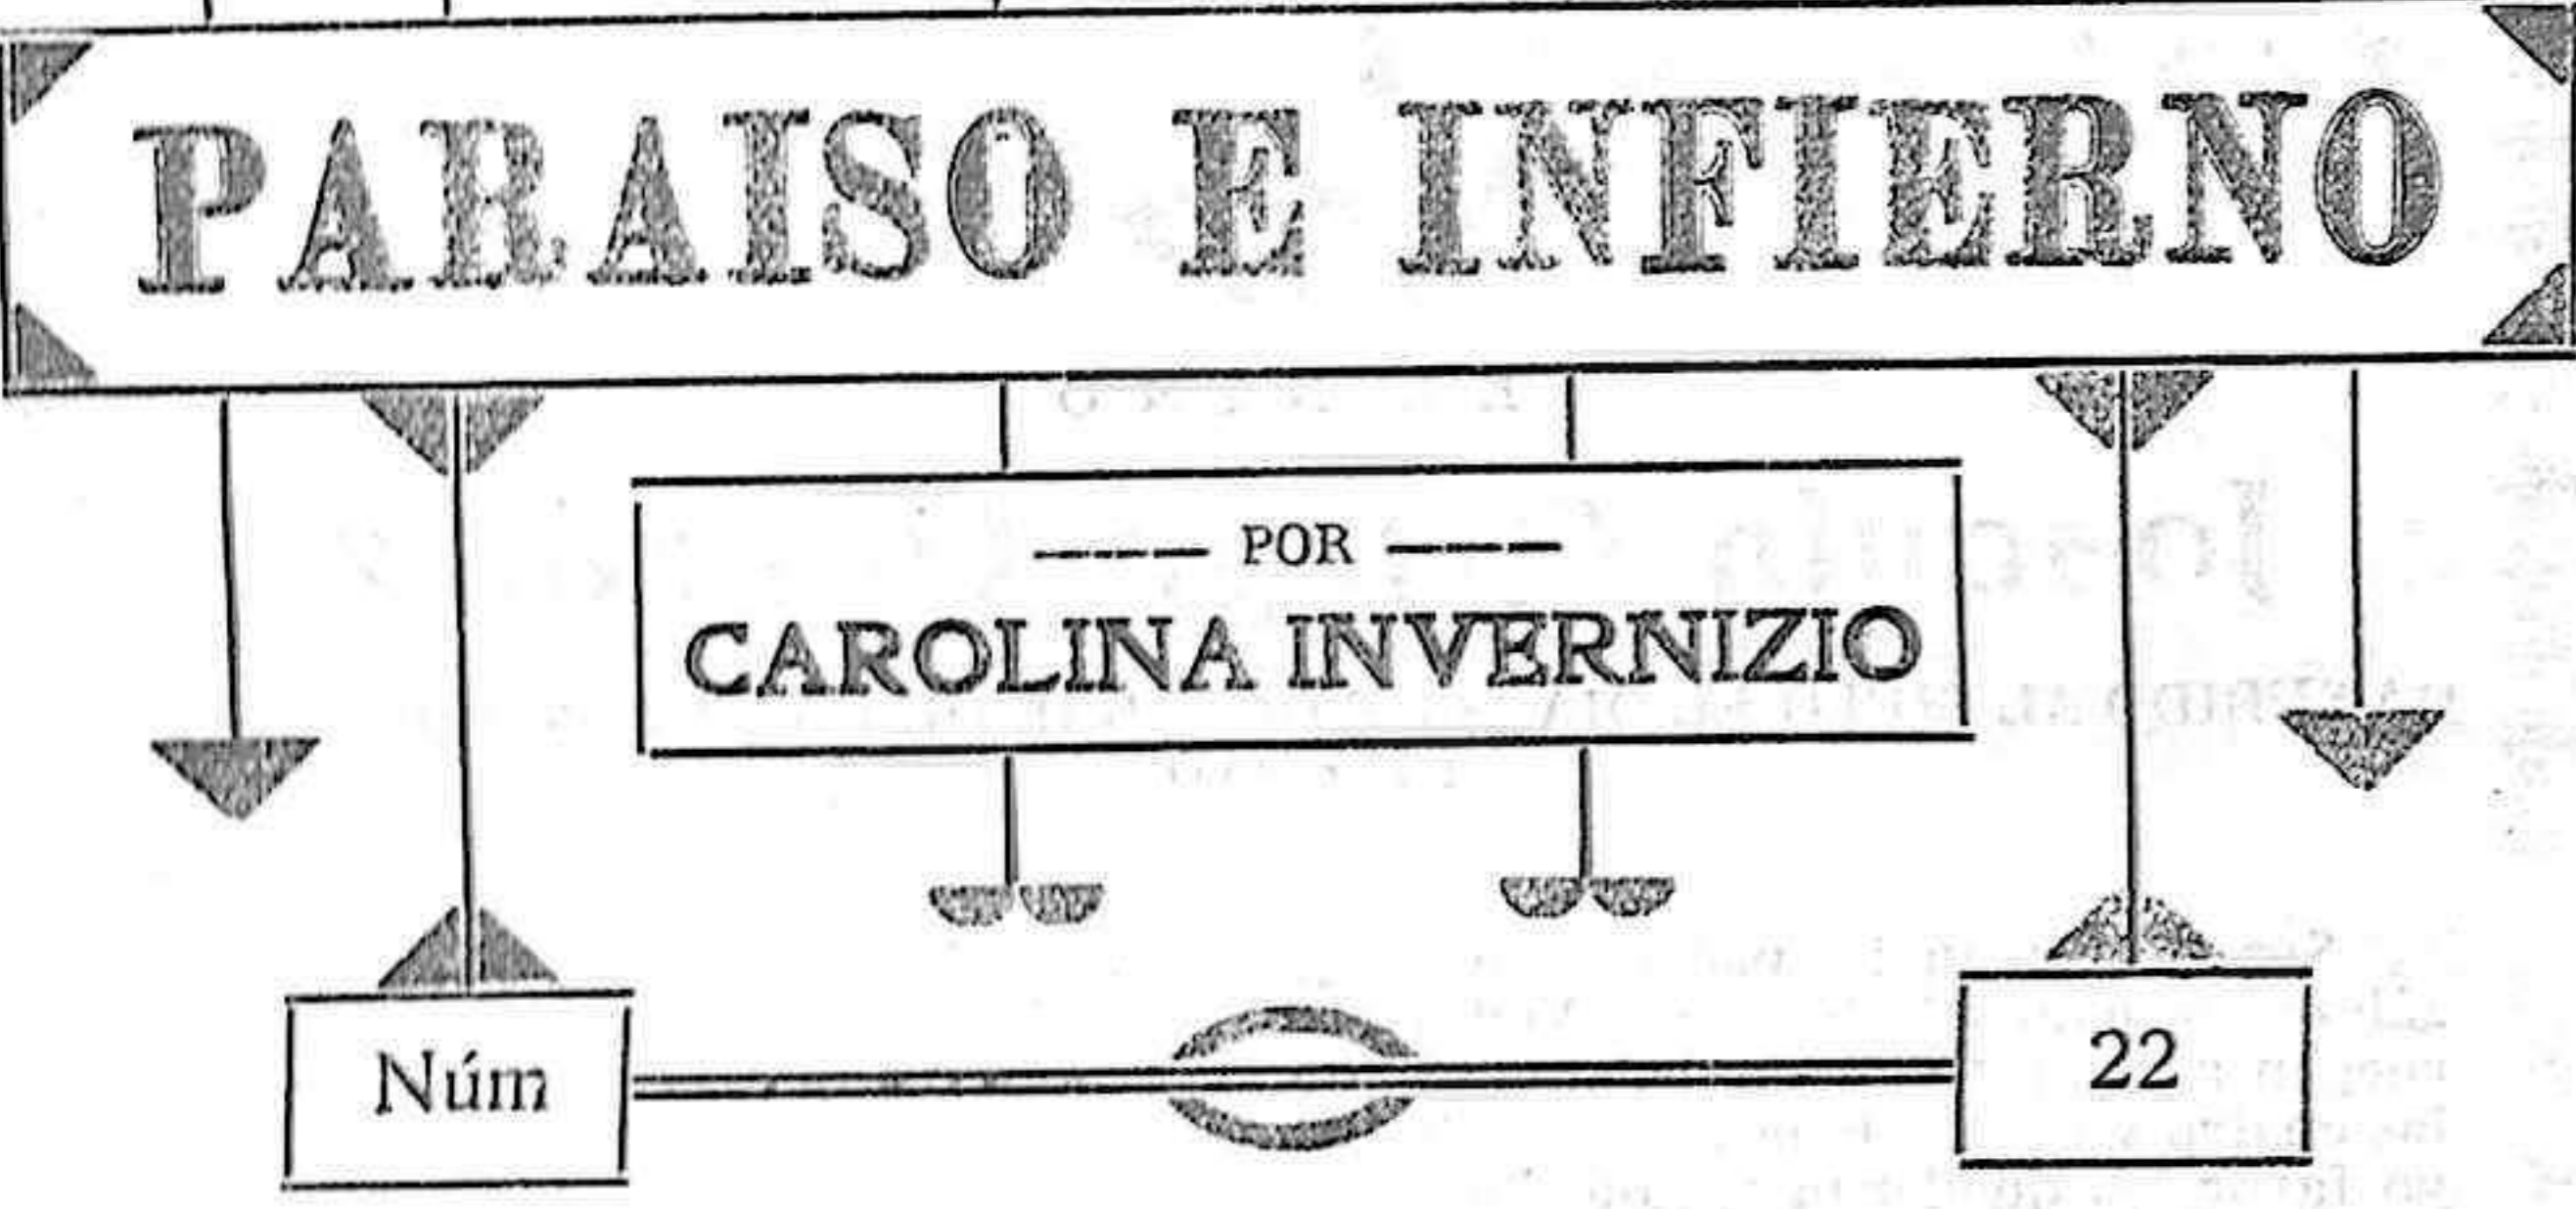 PARAISO E INFIERNO
POR
CAROLINA INVERNIZIO
Núm
22